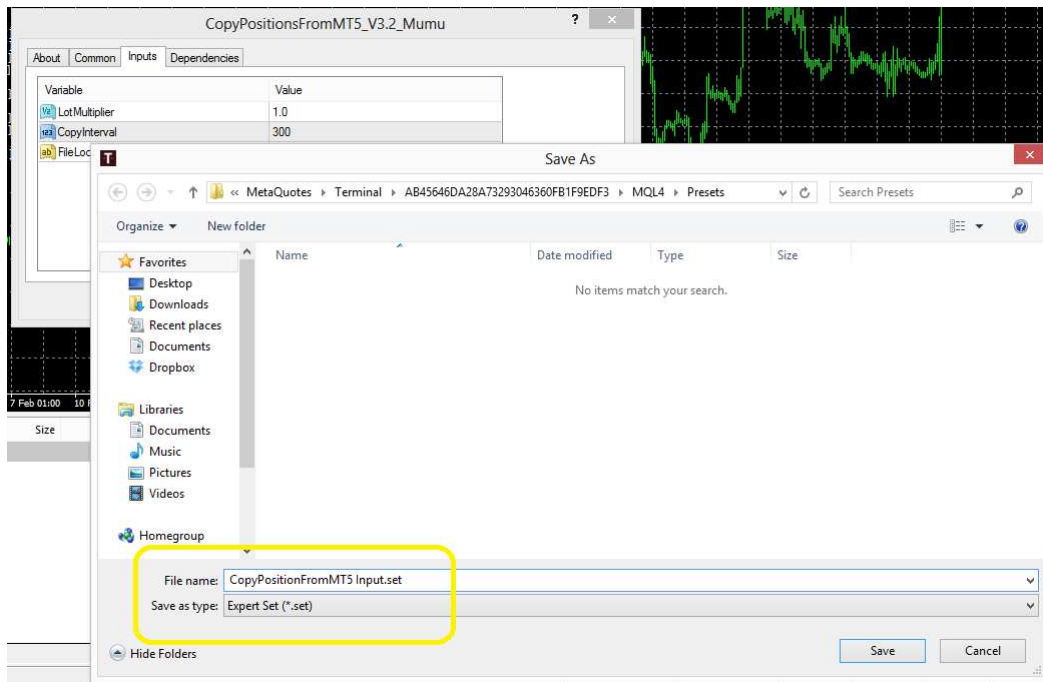 CopyPositionsFromMT5_V3.2_Mumu ?
About Common Inputs Dependencies
Variable Value
LotMultiplier 1.0
CopyInterval 300
FileLoc
Save As
« MetaQuotes Terminal AB45646DA28A73293046360FB1F9EDF3 MQL4 Presets Search Presets
Organize New folder
Name Date modified Type Size
No items match your search.
Favorites
Desktop
Downloads
Recent places
Documents
Dropbox
Libraries
Documents
Music
Pictures
Videos
Homegroup
7 Feb 01:00
Size
File name: CopyPositionFromMT5 Input.set
Save as type: Expert Set (*.set)
Hide Folders Save Cancel